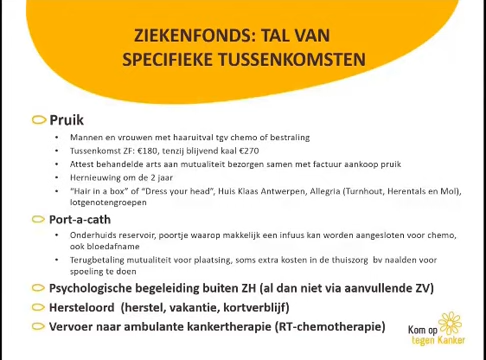 ZIEKENFONDS: TAL VAN
SPECIFIEKE TUSSENKOMSTEN
Pruik
• Mannen en vrouwen met haaruitval tgv chemo of bestraling
• Tussenkomst ZF: €180, tenzij blijvend kaal €270
• Attest behandelde arts aan mutualiteit bezorgen samen met factuur aankoop pruik
• Hernieuwing om de 2 jaar
• "Hair in a box" of "Dress your head", Huis Klaas Antwerpen, Allegria (Turnhout, Herentals en Mol),
lotgenotengroepen
Port-a-cath
• Onderhuids reservoir, poortje waarop makkelijk een infuus kan worden aangesloten voor chemo,
ook bloedafname
• Terugbetaling mutualiteit voor plaatsing, soms extra kosten in de thuiszorg bv naalden voor
spoeling te doen
Psychologische begeleiding buiten ZH (al dan niet via aanvullende ZV)
Hersteloord (herstel, vakantie, kortverblijf)
Vervoer naar ambulante kankertherapie (RT-chemotherapie)
Kom op
tegen Kanker